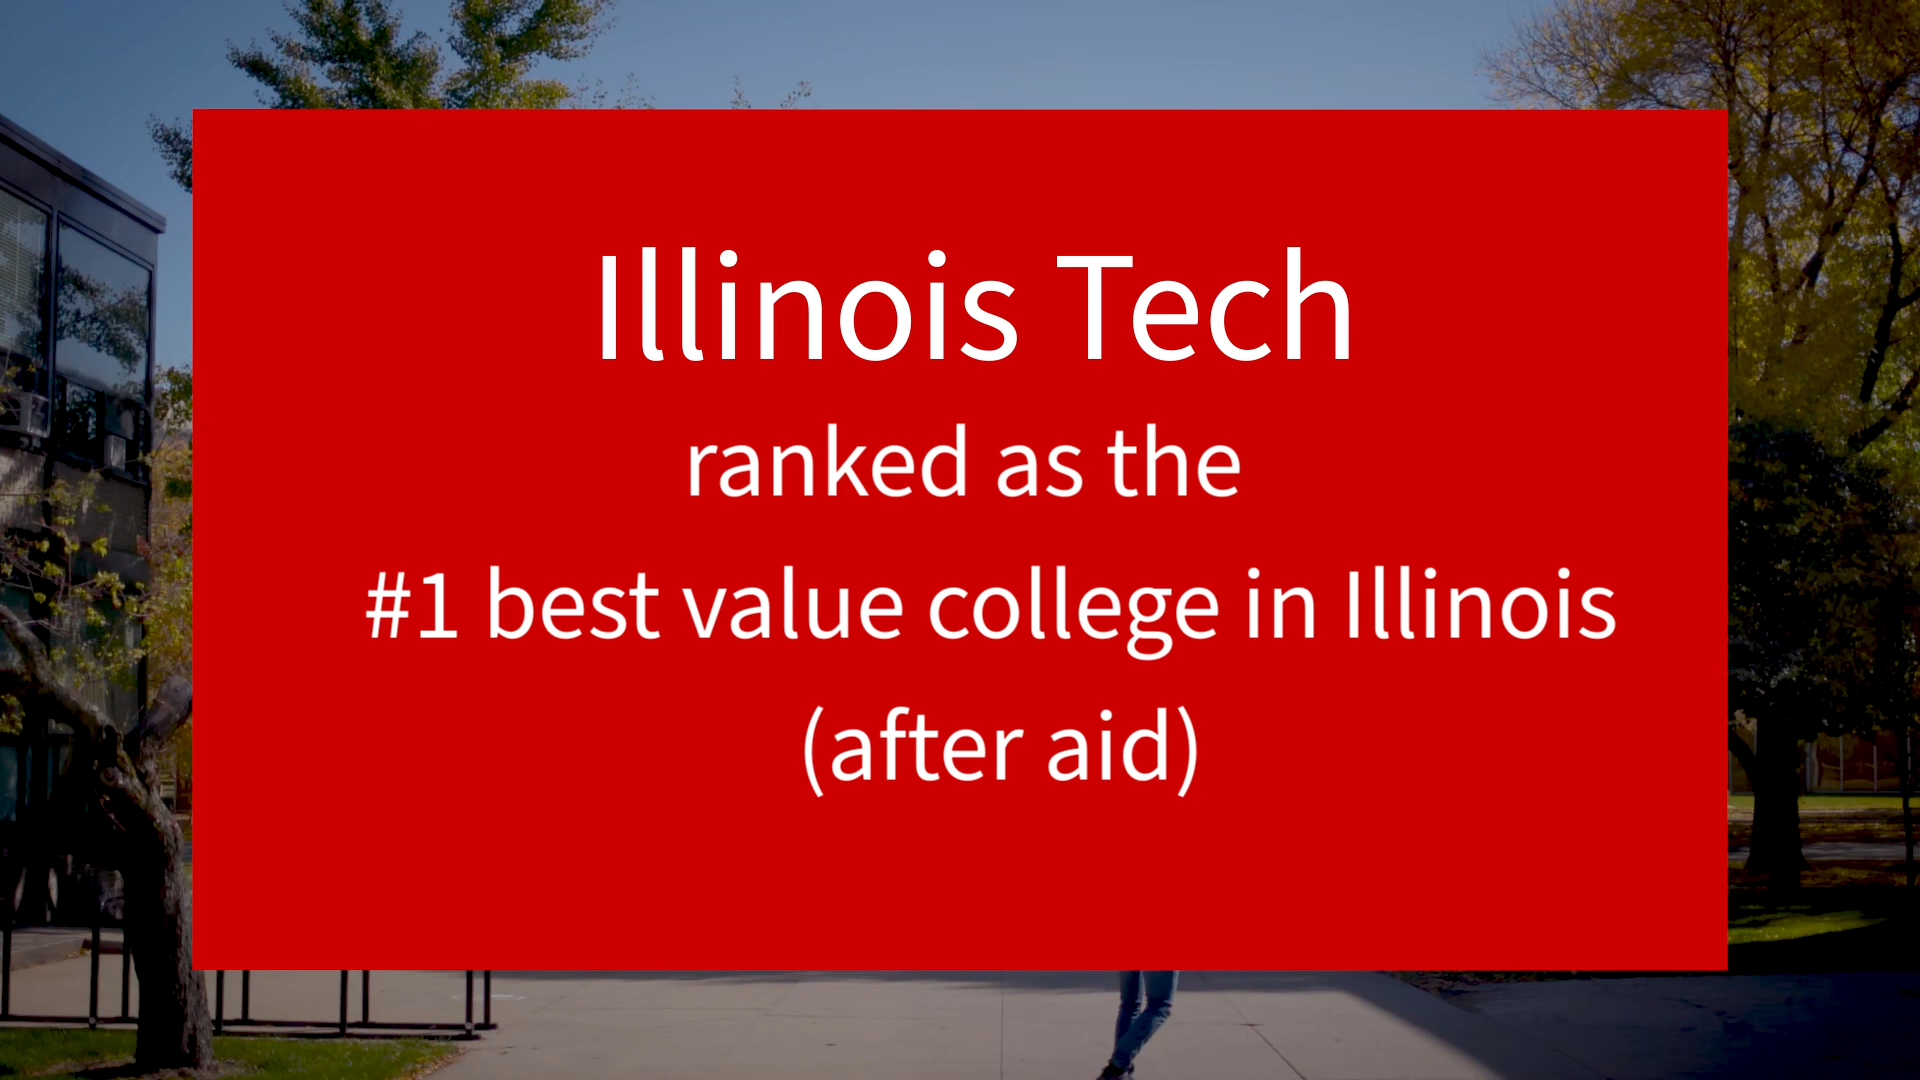 Illinois Tech
ranked as the
#1 best value college in Illinois
(after aid)